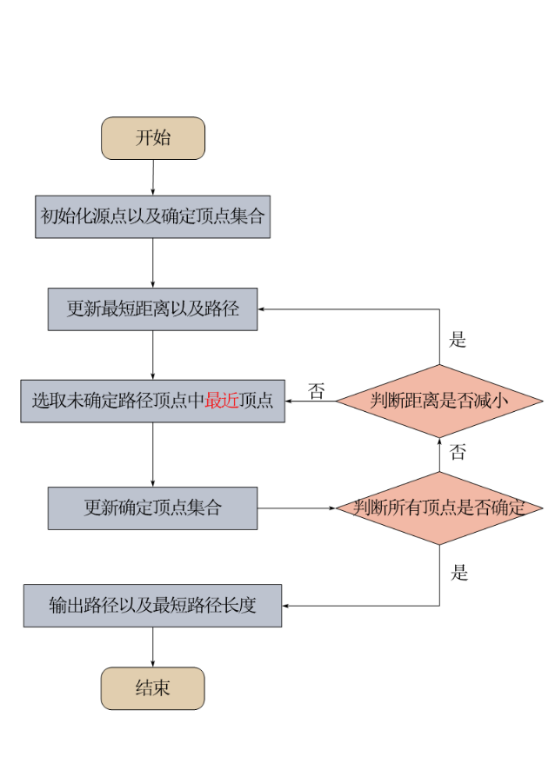 开始
初始化源点以及确定顶点集合
更新最短距离以及路径
是
选取未确定路径顶点中最近顶点
否
判断距离是否减小
否
更新确定顶点集合
判断所有顶点是否确定
是
输出路径以及最短路径长度
结束